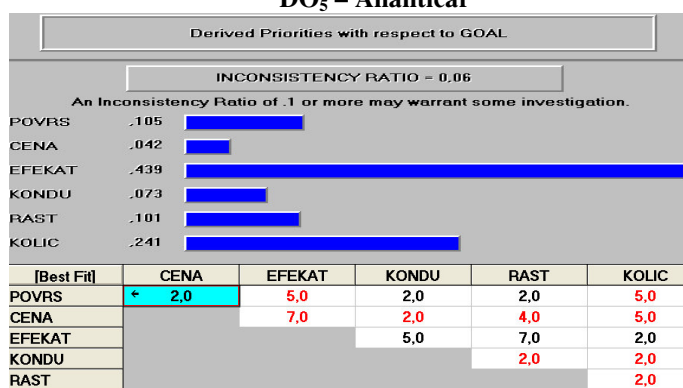 DO5 – Analitical
Derived Priorities with respect to GOAL
INCONSISTENCY RATIO = 0,06
An Inconsistency Ratio of .1 or more may warrant some investigation.
POVRS ,105
CENA ,042
EFEKAT ,439
KONDU ,073
RAST ,101
KOLIC ,241
[Best Fit] CENA EFEKAT KONDU RAST KOLIC
POVRS ← 2,0 5,0 2,0 2,0 5,0
CENA 7,0 2,0 4,0 5,0
EFEKAT 5,0 7,0 2,0
KONDU 2,0 2,0
RAST 2,0